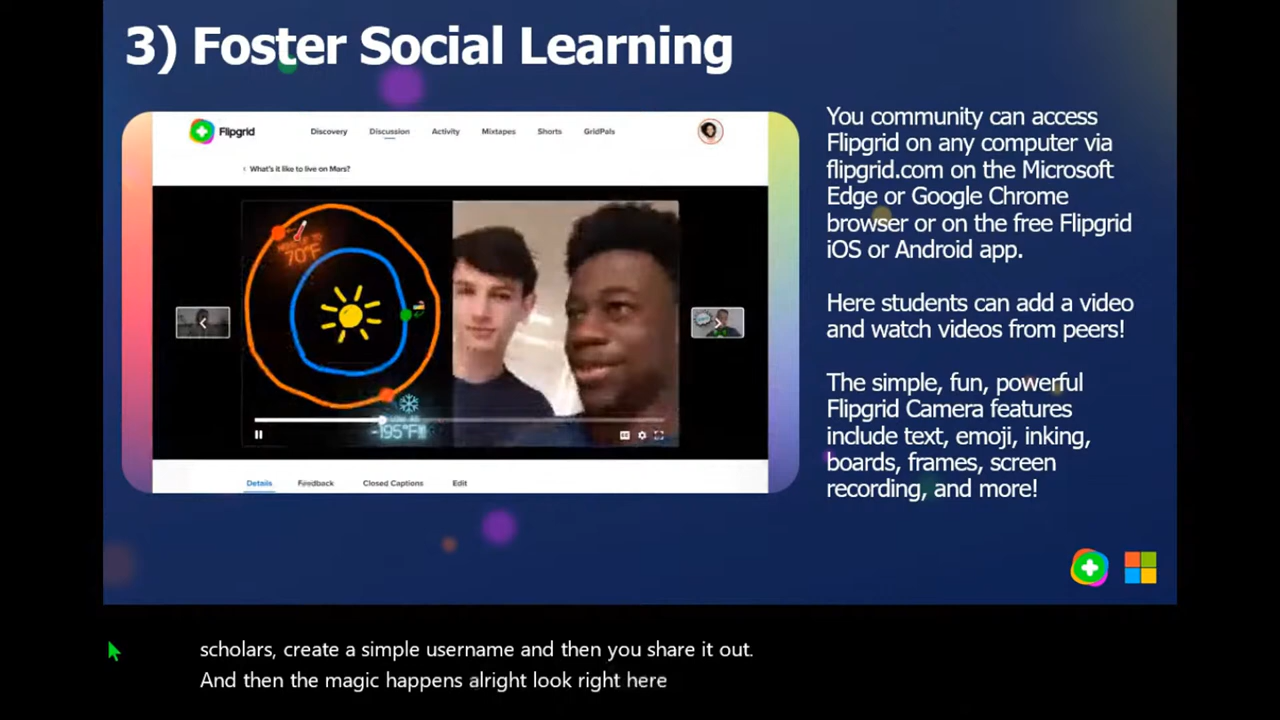 3) Foster Social Learning
Flipgrid
Discovery
Discussion
Activity
Mixtapes
Shorts
GridPals
What's it like to live on Mars?
70°F
-195°F
Details
Feedback
Closed Captions
Edit
You community can access
Flipgrid on any computer via
flipgrid.com on the Microsoft
Edge or Google Chrome
browser or on the free Flipgrid
iOS or Android app.
Here students can add a video
and watch videos from peers!
The simple, fun, powerful
Flipgrid Camera features
include text, emoji, inking,
boards, frames, screen
recording, and more!
scholars, create a simple username and then you share it out.
And then the magic happens alright look right here